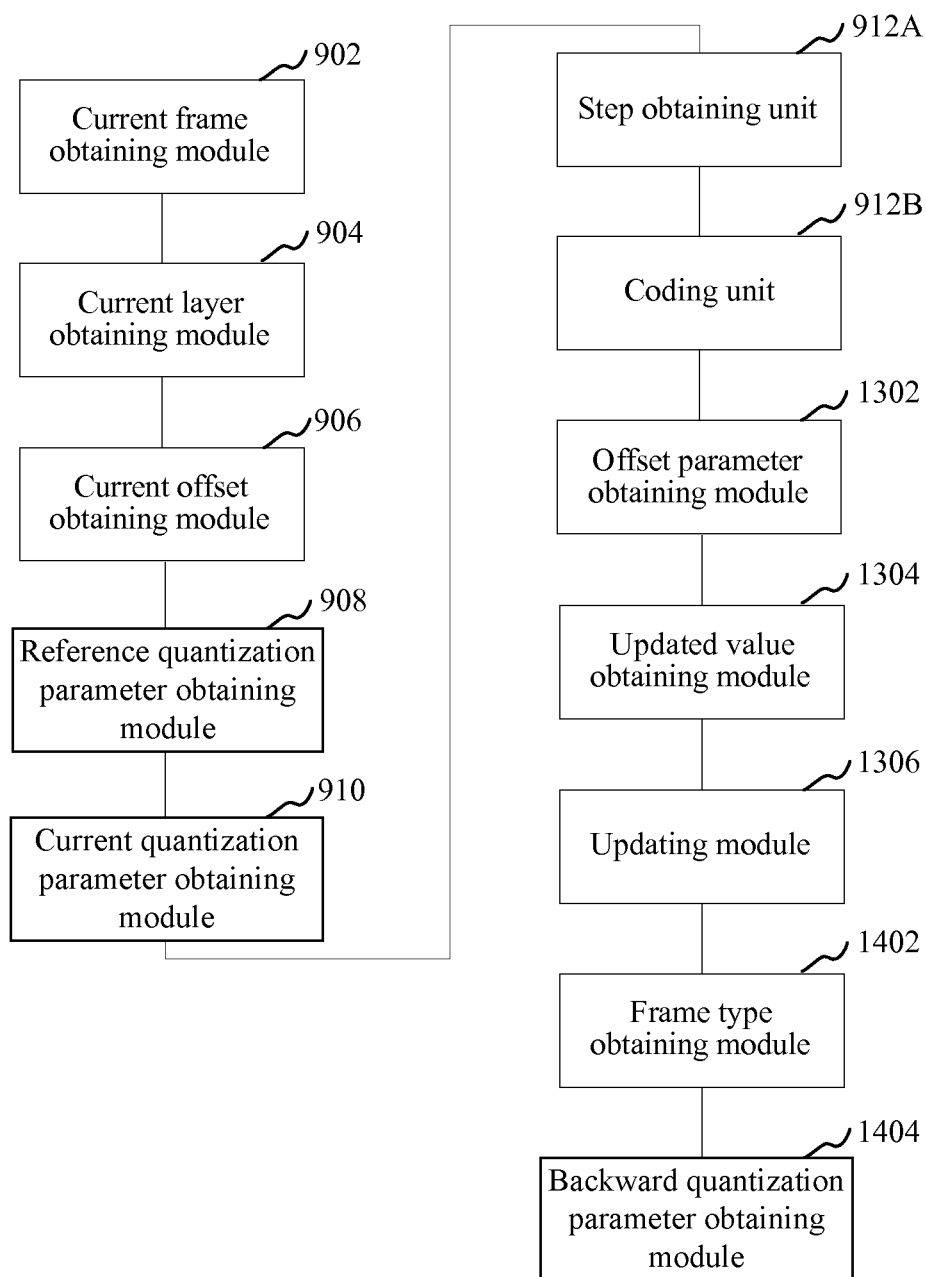 902
Current frame
obtaining module
904
Current layer
obtaining module
906
Current offset
obtaining module
908
Reference quantization
parameter obtaining
module
910
Current quantization
parameter obtaining
module
912A
Step obtaining unit
912B
Coding unit
1302
Offset parameter
obtaining module
1304
Updated value
obtaining module
1306
Updating module
1402
Frame type
obtaining module
1404
Backward quantization
parameter obtaining
module